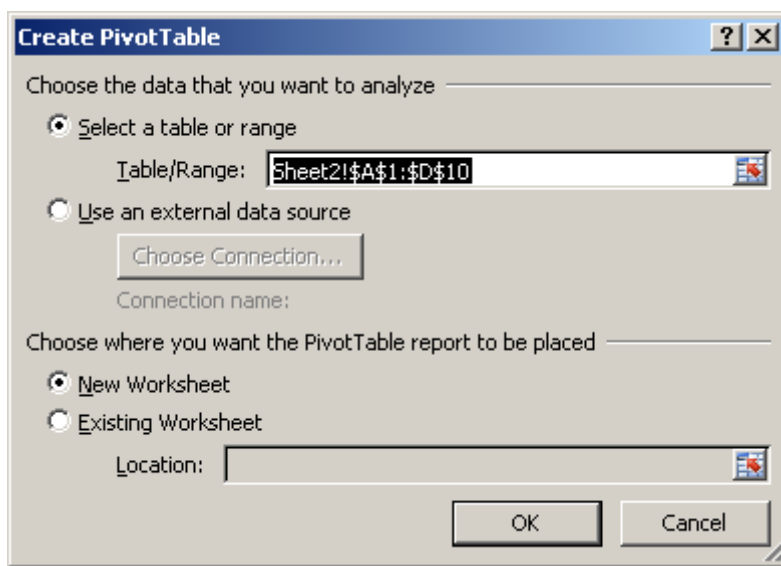 Create PivotTable
Choose the data that you want to analyze
Select a table or range
Table/Range: Sheet2!$A$1:$D$10
Use an external data source
Choose Connection...
Connection name:
Choose where you want the PivotTable report to be placed
New Worksheet
Existing Worksheet
Location:
OK Cancel